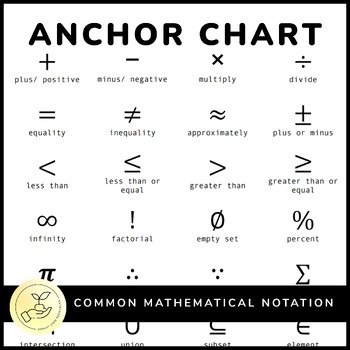 ANCHOR CHART
+ − × ÷
plus/ positive minus/ negative multiply divide
= ≠ ≈ ±
equality inequality approximately plus or minus
< ≤ > ≥
less than less than or equal greater than greater than or equal
∞ ! ∅ %
infinity factorial empty set percent
π ∴ ∵ Σ
COMMON MATHEMATICAL NOTATION
∩ ∪ ⊆ ∈
intersection union subset element